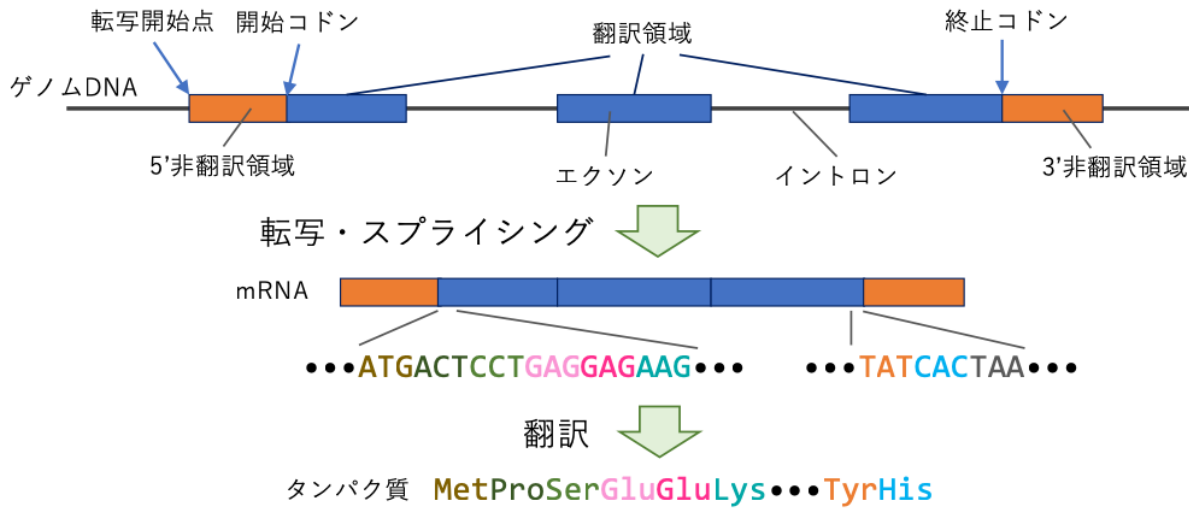 転写開始点 開始コドン 翻訳領域 終止コドン
ゲノムDNA
5'非翻訳領域 エクソン イントロン 3'非翻訳領域
転写・スプライシング
mRNA
•••ATGACTCCTGAGGAGAAG••• •••TATCACTAA•••
翻訳
タンパク質 MetProSerGluGluLys•••TyrHis